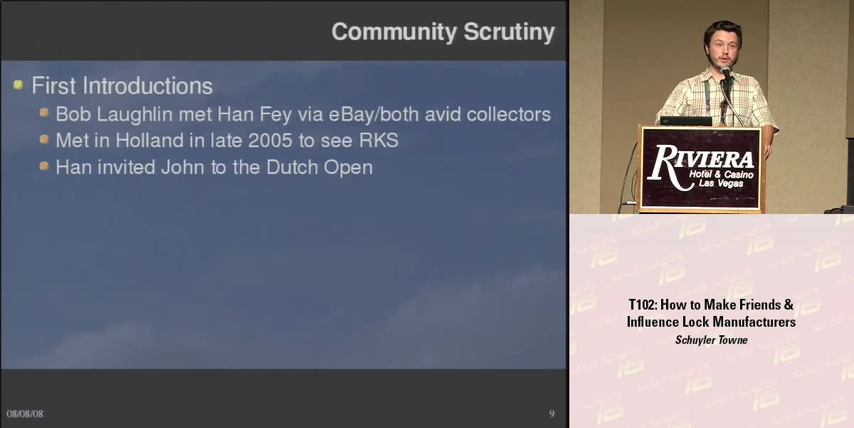 Community Scrutiny
First Introductions
Bob Laughlin met Han Fey via eBay/both avid collectors
Met in Holland in late 2005 to see RKS
Han invited John to the Dutch Open
08/08/08
9
RIVIERA
Hotel & Casino
Las Vegas
T102: How to Make Friends &
Influence Lock Manufacturers
Schuyler Towne